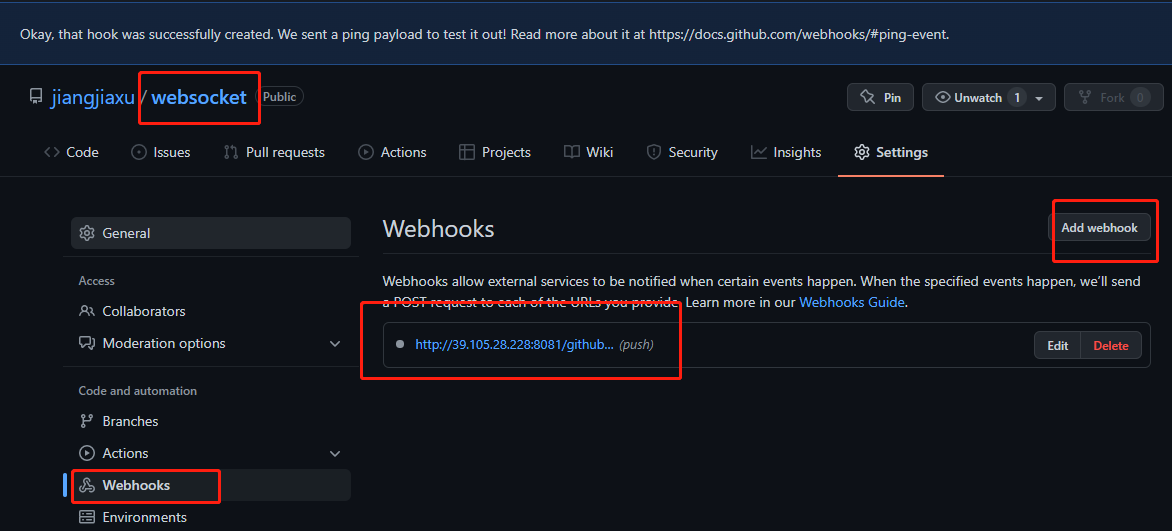 Okay, that hook was successfully created. We sent a ping payload to test it out! Read more about it at https://docs.github.com/webhooks/#ping-event.
jiangjiaxu / websocket Public Pin Unwatch 1 Fork 0
Code Issues Pull requests Actions Projects Wiki Security Insights Settings
General
Access
Collaborators
Moderation options
Code and automation
Branches
Actions
Webhooks
Environments
Webhooks Add webhook
Webhooks allow external services to be notified when certain events happen. When the specified events happen, we'll send
a POST request to each of the URLs you provide. Learn more in our Webhooks Guide.
http://39.105.28.228:8081/github... (push) Edit Delete